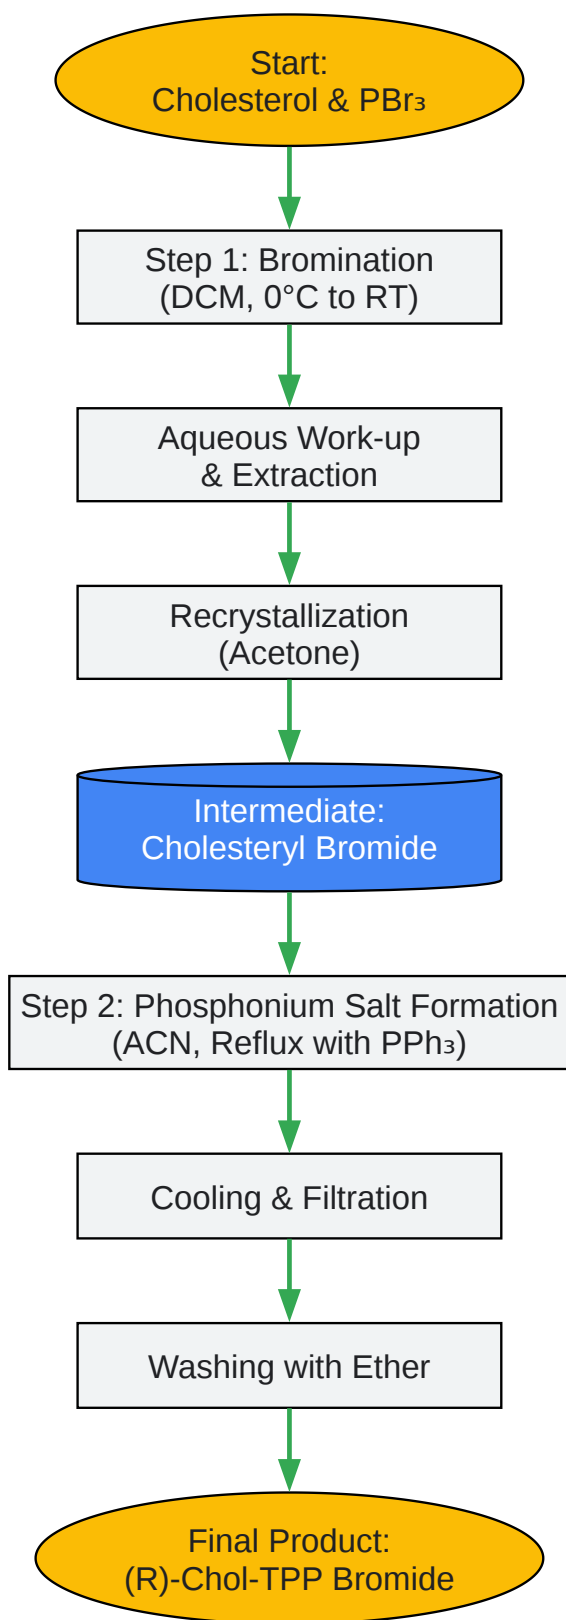 Start:
Cholesterol & PBr₃
Step 1: Bromination
(DCM, 0°C to RT)
Aqueous Work-up
& Extraction
Recrystallization
(Acetone)
Intermediate:
Cholesteryl Bromide
Step 2: Phosphonium Salt Formation
(ACN, Reflux with PPh₃)
Cooling & Filtration
Washing with Ether
Final Product:
(R)-Chol-TPP Bromide